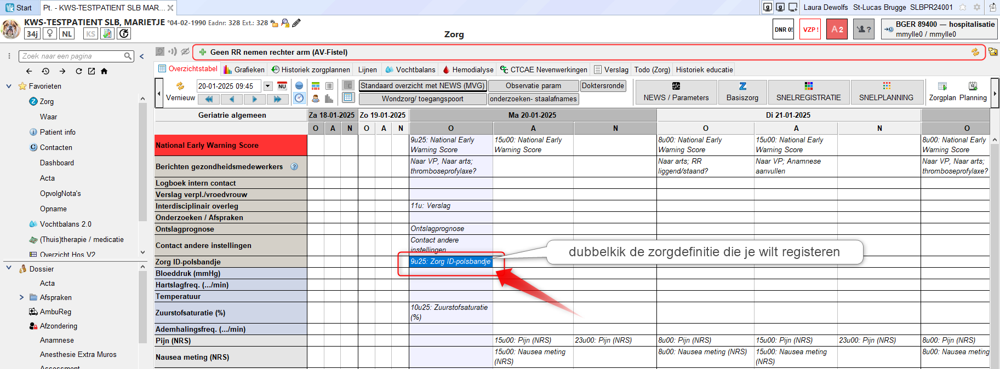 Start
Pt. - KWS-TESTPATIENT SLB MAR...
Laura Dewolfs St-Lucas Brugge SLBPR24001
KWS-TESTPATIENT SLB, MARIETJE °04-02-1990 Eadnr: 328 Ext.: 328
34j ♀ NL KS
Zorg
DNR 0!
VZP !
A 2
?
BGER 89400 — hospitalisatie
mmylle0 / mmylle0
Zoek naar een pagina
Geen RR nemen rechter arm (AV-Fistel)
Overzichtstabel Grafieken Historiek zorgplannen Lijnen Vochtbalans Hemodialyse CTCAE Nevenwerkingen Verslag Todo (Zorg) Historiek educatie
Vernieuw
20-01-2025 09:45
NU
Standaard overzicht met NEWS (MVG) Observatie param Doktersronde
Wondzorg/ toegangspoort onderzoeken- staalafnames
NEWS / Parameters
Basiszorg
SNELREGISTRATIE
SNELPLANNING
Zorgplan Planning
Favorieten
Zorg
Waar
Patient info
Contacten
Dashboard
Acta
OpvolgNota's
Opname
Vochtbalans 2.0
(Thuis)therapie / medicatie
Overzicht Hos V2
Dossier
Acta
Afspraken
AmbuReg
Afzondering
Anamnese
Anesthesie Extra Muros
Assessment
Geriatrie algemeen Za 18-01-2025 Zo 19-01-2025 Ma 20-01-2025 Di 21-01-2025
O A N O A N O A N O A N O
National Early Warning Score
9u25: National Early
Warning Score
15u00: National Early
Warning Score
8u00: National Early
Warning Score
15u00: National Early
Warning Score
8u00: National Early
Warning Score
Berichten gezondheidsmedewerkers
Naar VP, Naar arts;
thromboseprofylaxe?
Naar arts; RR
liggend/staand?
Naar VP; Anamnese
aanvullen
Naar VP, Naar arts;
thromboseprofylaxe?
Logboek intern contact
Verslag verpl./vroedvrouw
Interdisciplinair overleg 11u: Verslag
Onderzoeken / Afspraken
Ontslagprognose Ontslagprognose
Contact andere instellingen
Contact andere
instellingen
Zorg ID-polsbandje 9u25: Zorg ID-polsbandje
dubbelkik de zorgdefinitie die je wilt registeren
Bloeddruk (mmHg)
Hartslagfreq. (.../min)
Temperatuur
Zuurstofsaturatie (%)
10u25: Zuurstofsaturatie
(%)
Ademhalingsfreq. (.../min)
Pijn (NRS) 15u00: Pijn (NRS) 23u00: Pijn (NRS) 8u00: Pijn (NRS) 15u00: Pijn (NRS) 23u00: Pijn (NRS) 8u00: Pijn (NRS)
Nausea meting (NRS)
15u00: Nausea meting
(NRS)
8u00: Nausea meting (NRS)
15u00: Nausea meting
(NRS)
8u00: Nausea meting